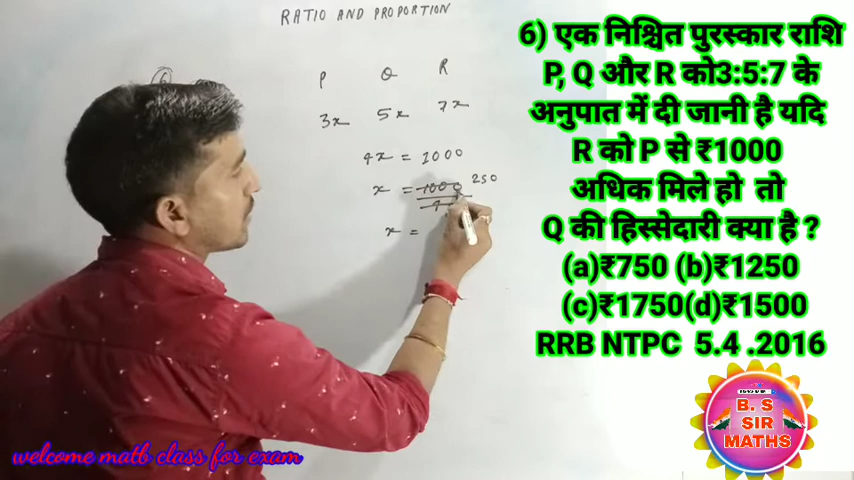 RATIO AND PROPORTION
P Q R
3x 5x 7x
4x = 1000
x = 1000 250
4
x =
6) एक निश्चित पुरस्कार राशि
P, Q और R को3:5:7 के
अनुपात में दी जानी है यदि
R को P से ₹1000
अधिक मिले हो तो
Q की हिस्सेदारी क्या है ?
(a)₹750 (b)₹1250
(c)₹1750(d)₹1500
RRB NTPC 5.4 .2016
B. S
SIR
MATHS
welcome matb class for exam